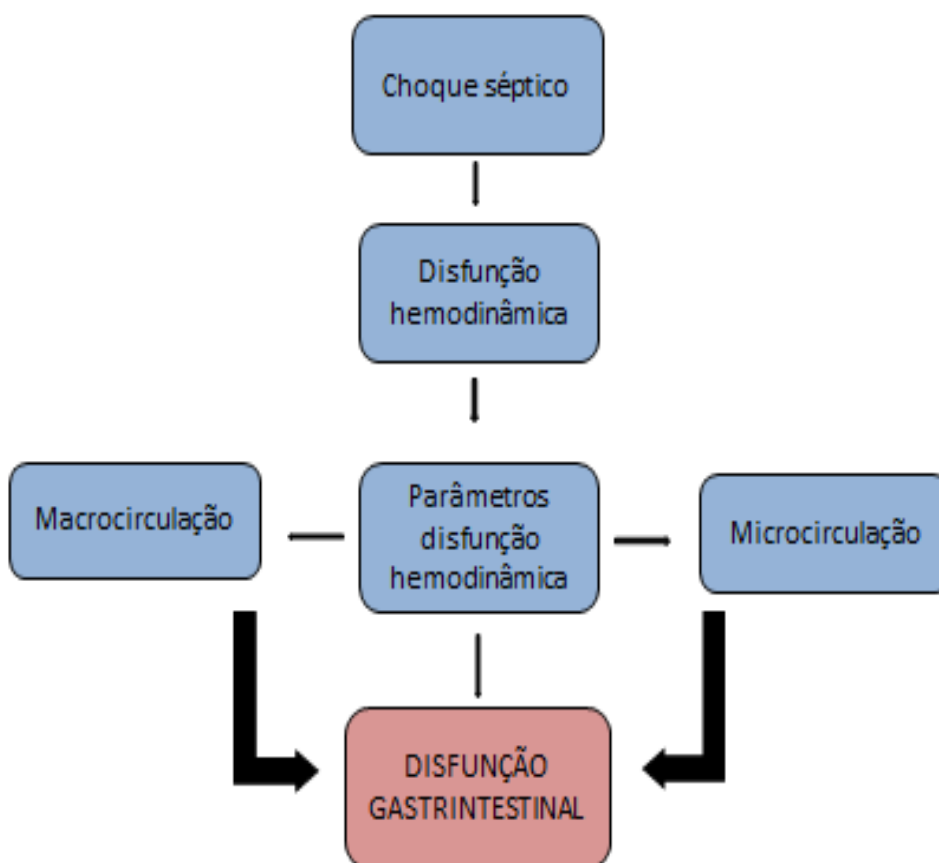 Choque séptico
Disfunção
hemodinâmica
Macrocirculação
Parâmetros
disfunção
hemodinâmica
Microcirculação
DISFUNÇÃO
GASTRINTESTINAL